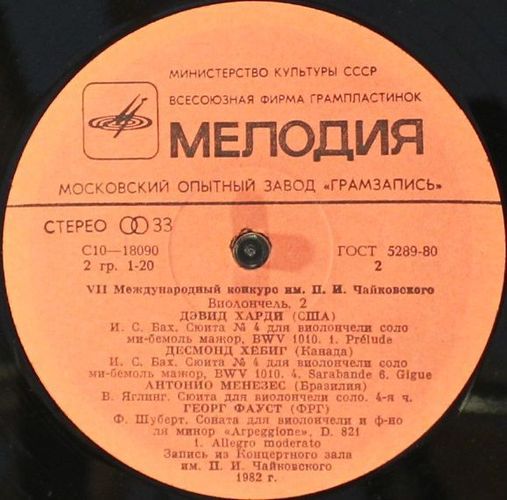 МИНИСТЕРСТВО КУЛЬТУРЫ СССР
ВСЕСОЮЗНАЯ ФИРМА ГРАМПЛАСТИНОК
МЕЛОДИЯ
МОСКОВСКИЙ ОПЫТНЫЙ ЗАВОД «ГРАМЗАПИСЬ»
СТЕРЕО 33
С10—18090 ГОСТ 5289-80
2 гр. 1-20 2
VII Международный конкурс им. П. И. Чайковского
Виолончель, 2
ДЭВИД ХАРДИ (США)
И. С. Бах. Сюита № 4 для виолончели соло
ми-бемоль мажор, BWV 1010. 1. Prélude
ДЕСМОНД ХЕБИГ (Канада)
И. С. Бах. Сюита № 4 для виолончели соло
ми-бемоль мажор, BWV 1010. 4. Sarabande 6. Gigue
АНТОНИО МЕНЕЗЕС (Бразилия)
В. Яглинг. Сюита для виолончели соло. 4-я ч.
ГЕОРГ ФАУСТ (ФРГ)
Ф. Шуберт. Соната для виолончели и ф-но
ля минор «Arpeggione», D. 821
1. Allegro moderato
Запись из Концертного зала
им. П. И. Чайковского
1982 г.